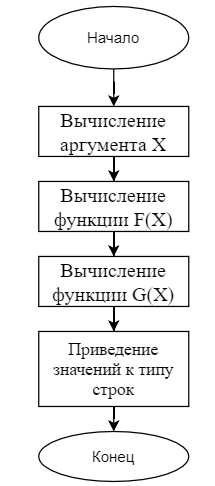 Начало
Вычисление
аргумента X
Вычисление
функции F(X)
Вычисление
функции G(X)
Приведение
значений к типу
строк
Конец